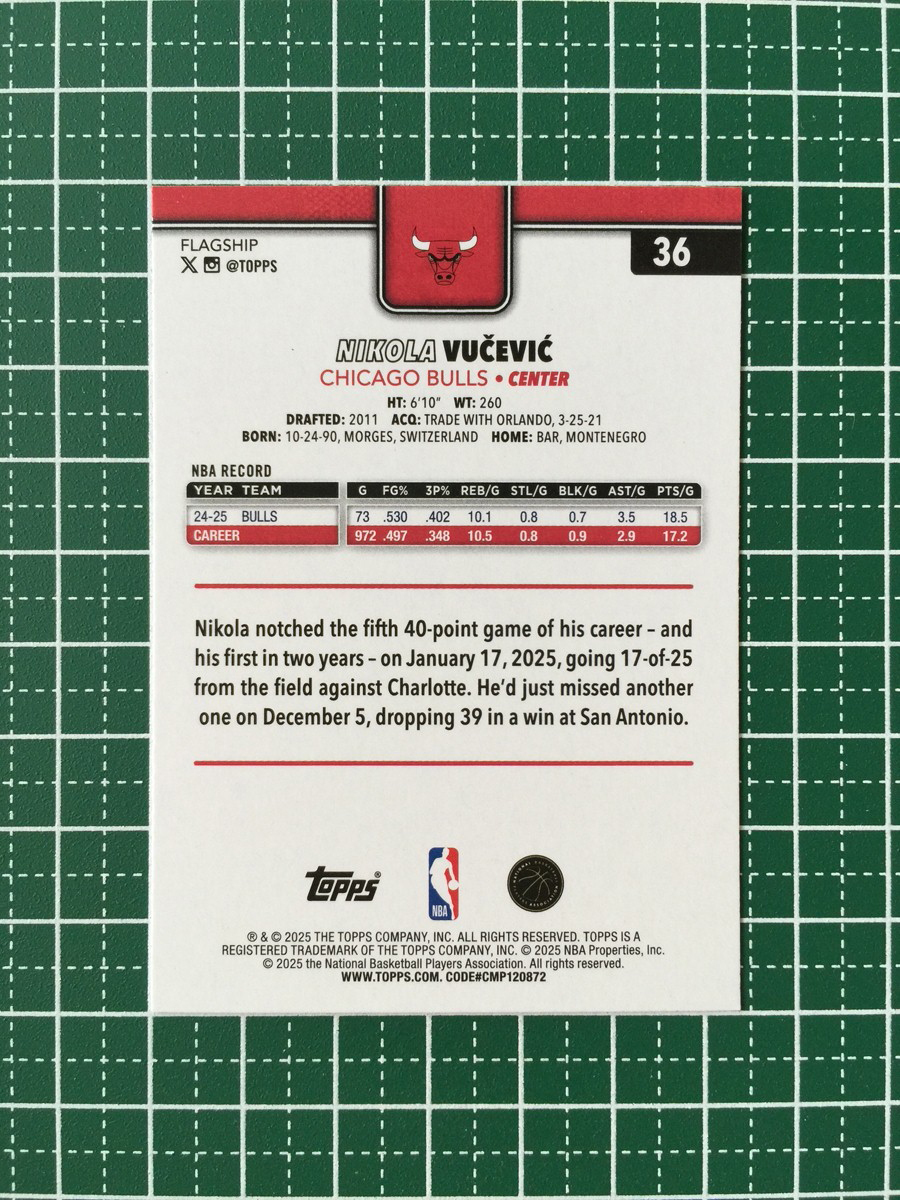 FLAGSHIP
36
@TOPPS
NIKOLA VUČEVIĆ
CHICAGO BULLS • CENTER
HT: 6'10" WT: 260
DRAFTED: 2011 ACQ: TRADE WITH ORLANDO, 3-25-21
BORN: 10-24-90, MORGES, SWITZERLAND HOME: BAR, MONTENEGRO
NBA RECORD
YEAR TEAM G FG% 3P% REB/G STL/G BLK/G AST/G PTS/G
24-25 BULLS 73 .530 .402 10.1 0.8 0.7 3.5 18.5
CAREER 972 .497 .348 10.5 0.8 0.9 2.9 17.2
Nikola notched the fifth 40-point game of his career – and
his first in two years – on January 17, 2025, going 17-of-25
from the field against Charlotte. He'd just missed another
one on December 5, dropping 39 in a win at San Antonio.
topps®
NBA
® & © 2025 THE TOPPS COMPANY, INC. ALL RIGHTS RESERVED. TOPPS IS A
REGISTERED TRADEMARK OF THE TOPPS COMPANY, INC. © 2025 NBA Properties, Inc.
© 2025 the National Basketball Players Association. All rights reserved.
WWW.TOPPS.COM. CODE#CMP120872